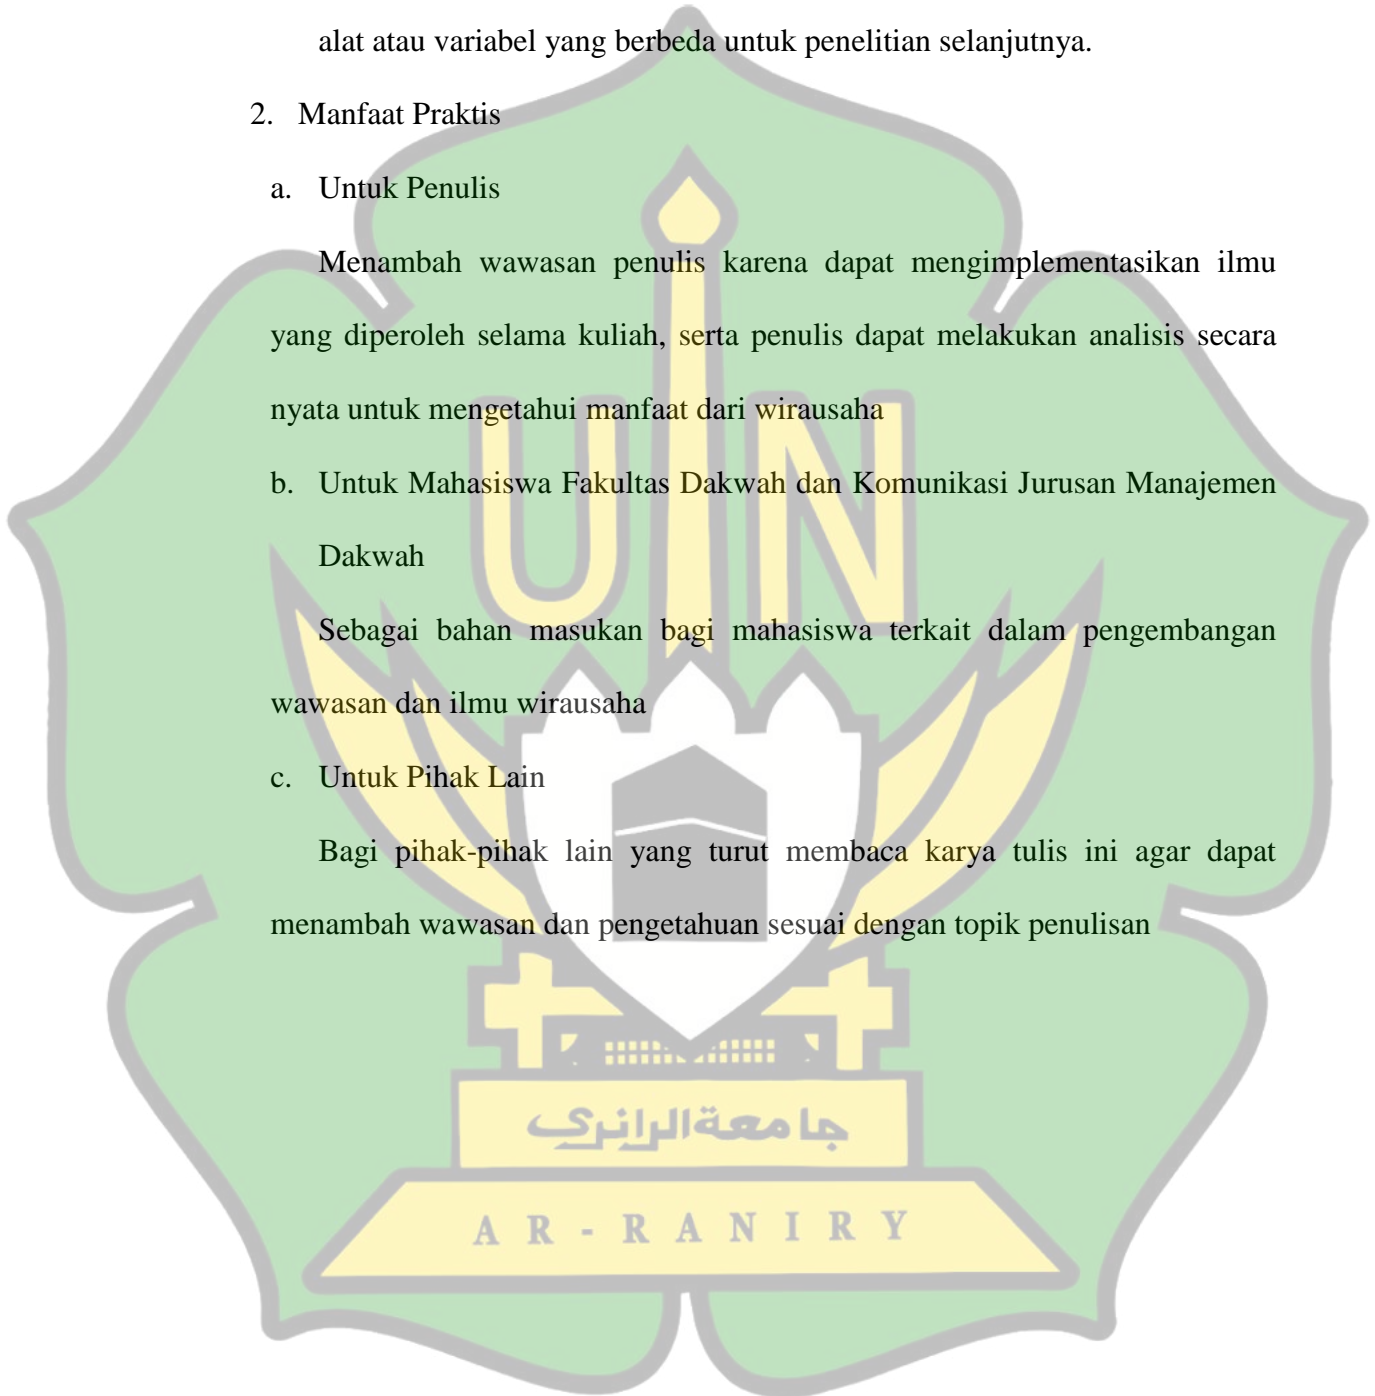 alat atau variabel yang berbeda untuk penelitian selanjutnya.
2. Manfaat Praktis
a. Untuk Penulis
Menambah wawasan penulis karena dapat mengimplementasikan ilmu
yang diperoleh selama kuliah, serta penulis dapat melakukan analisis secara
nyata untuk mengetahui manfaat dari wirausaha
b. Untuk Mahasiswa Fakultas Dakwah dan Komunikasi Jurusan Manajemen
Dakwah
Sebagai bahan masukan bagi mahasiswa terkait dalam pengembangan
wawasan dan ilmu wirausaha
c. Untuk Pihak Lain
Bagi pihak-pihak lain yang turut membaca karya tulis ini agar dapat
menambah wawasan dan pengetahuan sesuai dengan topik penulisan
UIN
جامعةالرانرى
AR-RANIRY